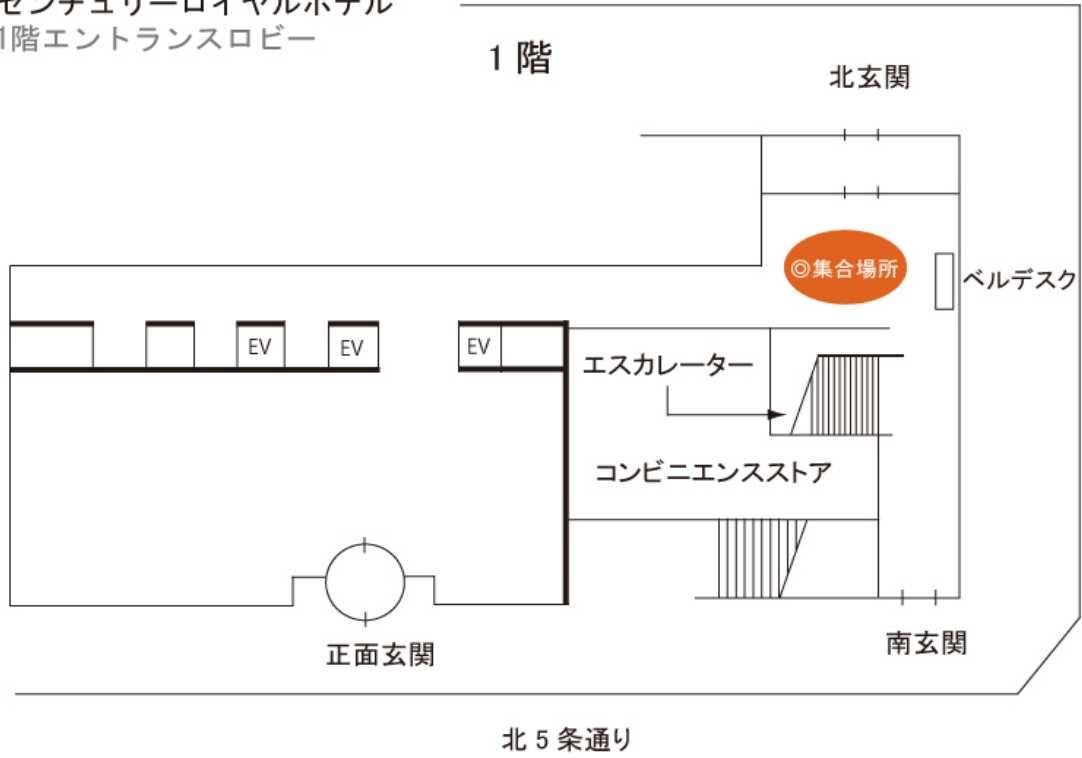 センチュリーロイヤルホテル
1階エントランスロビー
1階
北玄関
◎集合場所
ベルデスク
EV
EV
EV
エスカレーター
コンビニエンスストア
正面玄関
南玄関
北5条通り